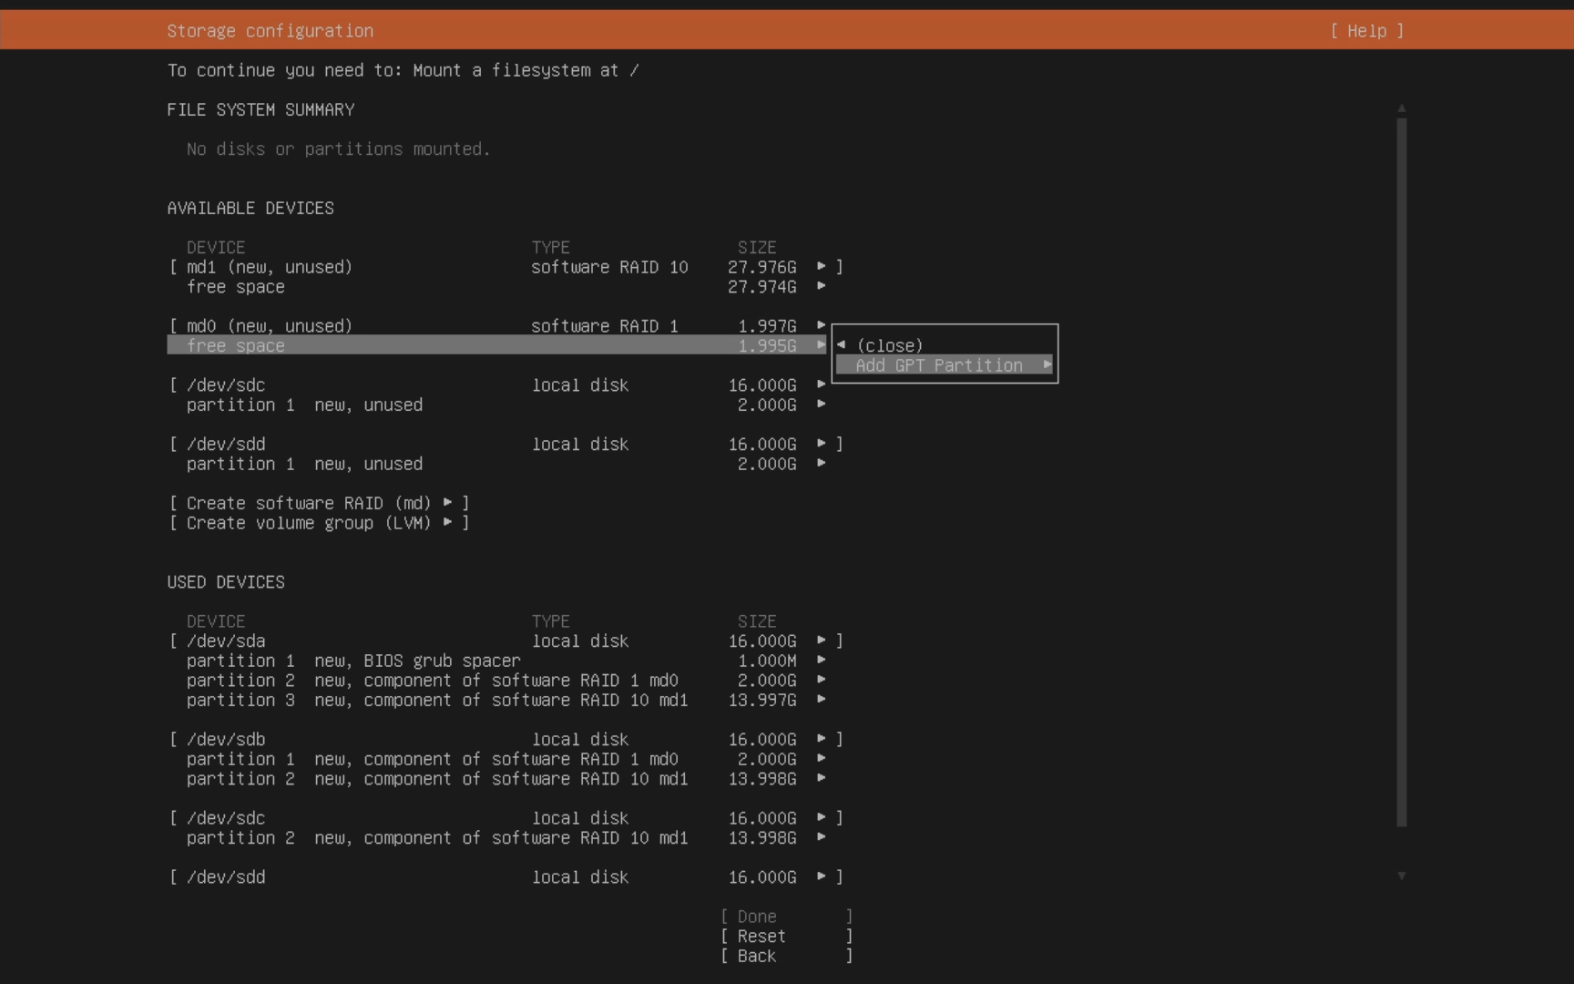 Storage configuration [ Help ]
To continue you need to: Mount a filesystem at /
FILE SYSTEM SUMMARY
No disks or partitions mounted.
AVAILABLE DEVICES
DEVICE TYPE SIZE
[ md1 (new, unused) software RAID 10 27.976G ▸ ]
free space 27.974G ▸
[ md0 (new, unused) software RAID 1 1.997G ▸
free space 1.995G ▸ ◂ (close)
Add GPT Partition ▸
[ /dev/sdc local disk 16.000G ▸
partition 1 new, unused 2.000G ▸
[ /dev/sdd local disk 16.000G ▸ ]
partition 1 new, unused 2.000G ▸
[ Create software RAID (md) ▸ ]
[ Create volume group (LVM) ▸ ]
USED DEVICES
DEVICE TYPE SIZE
[ /dev/sda local disk 16.000G ▸ ]
partition 1 new, BIOS grub spacer 1.000M ▸
partition 2 new, component of software RAID 1 md0 2.000G ▸
partition 3 new, component of software RAID 10 md1 13.997G ▸
[ /dev/sdb local disk 16.000G ▸ ]
partition 1 new, component of software RAID 1 md0 2.000G ▸
partition 2 new, component of software RAID 10 md1 13.998G ▸
[ /dev/sdc local disk 16.000G ▸ ]
partition 2 new, component of software RAID 10 md1 13.998G ▸
[ /dev/sdd local disk 16.000G ▸ ]
[ Done ]
[ Reset ]
[ Back ]